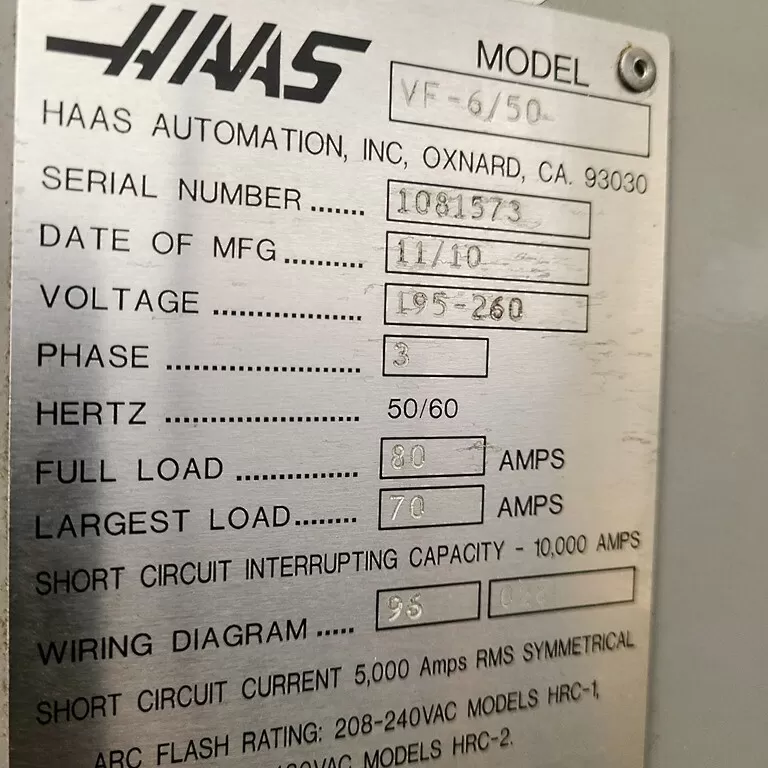 HAAS
MODEL VF-6/50
HAAS AUTOMATION, INC, OXNARD, CA. 93030
SERIAL NUMBER ....... 1081573
DATE OF MFG .......... 11/10
VOLTAGE .................. 195-260
PHASE ....................... 3
HERTZ ....................... 50/60
FULL LOAD .............. 80 AMPS
LARGEST LOAD........ 70 AMPS
SHORT CIRCUIT INTERRUPTING CAPACITY - 10,000 AMPS
WIRING DIAGRAM .....
SHORT CIRCUIT CURRENT 5,000 Amps RMS SYMMETRICAL
ARC FLASH RATING: 208-240VAC MODELS HRC-1,
MODELS HRC-2.